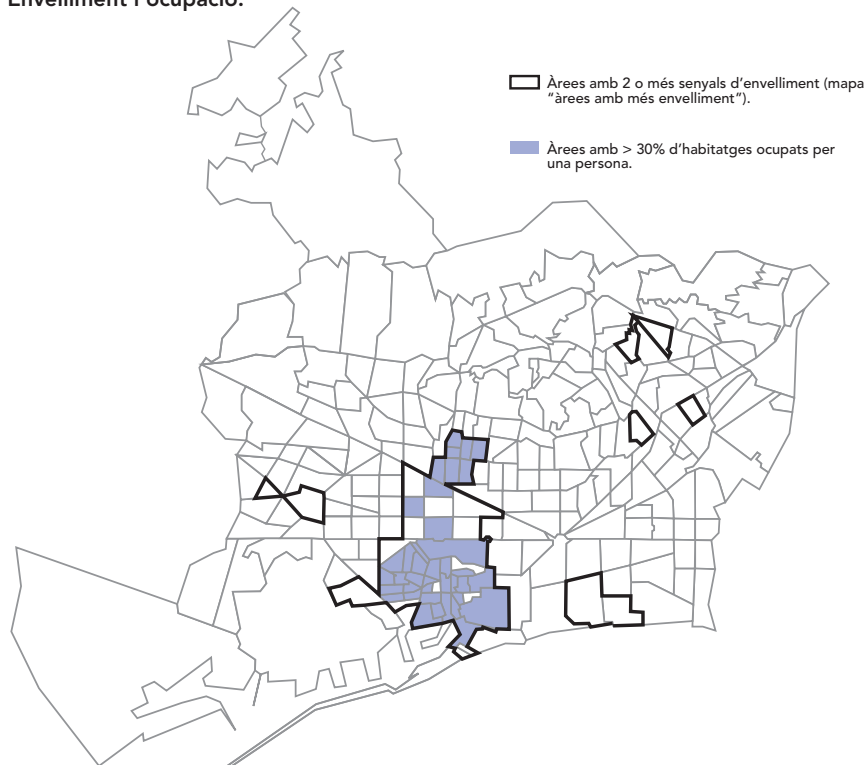 Envelliment i ocupació.
Àrees amb 2 o més senyals d'envelliment (mapa
"àrees amb més envelliment").
Àrees amb > 30% d'habitatges ocupats per
una persona.